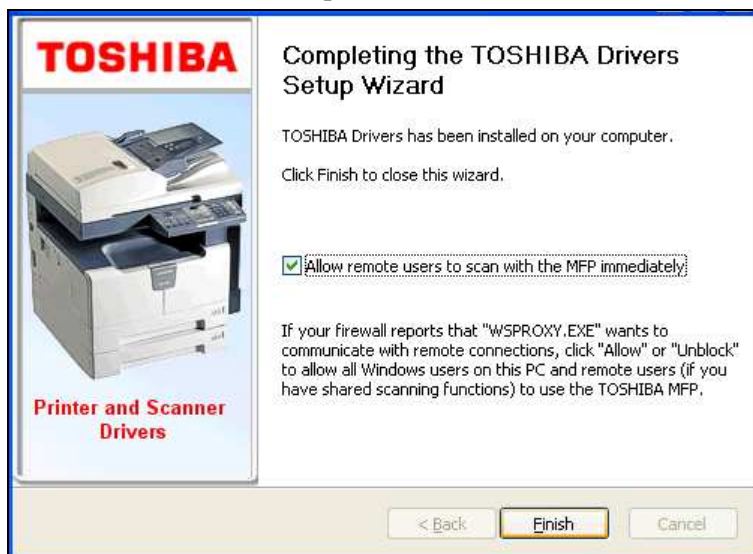 TOSHIBA
Printer and Scanner
Drivers
Completing the TOSHIBA Drivers
Setup Wizard
TOSHIBA Drivers has been installed on your computer.
Click Finish to close this wizard.
Allow remote users to scan with the MFP immediately
If your firewall reports that "WSPROXY.EXE" wants to
communicate with remote connections, click "Allow" or "Unblock"
to allow all Windows users on this PC and remote users (if you
have shared scanning functions) to use the TOSHIBA MFP.
< Back
Finish
Cancel